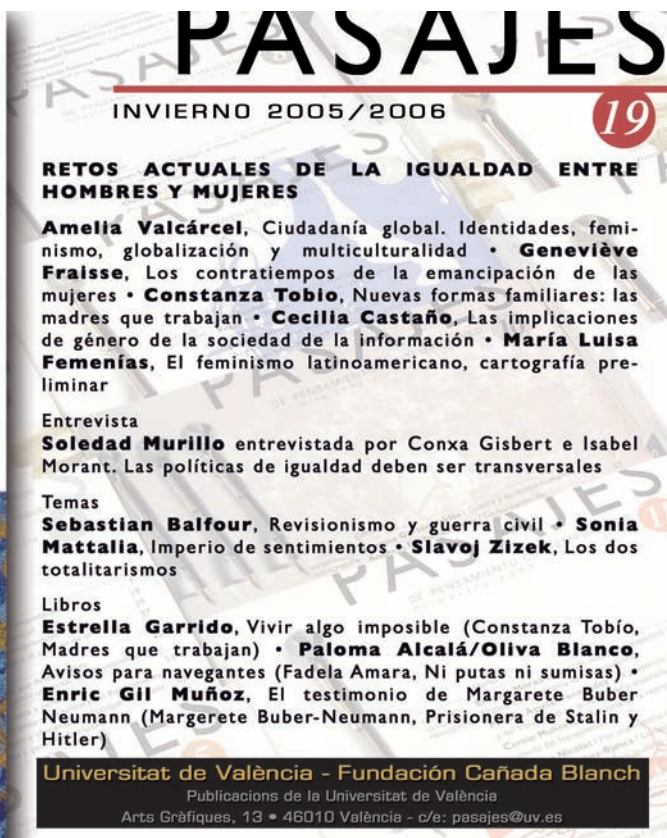 PASAJES
INVIERNO 2005/2006
19
RETOS ACTUALES DE LA IGUALDAD ENTRE
HOMBRES Y MUJERES
Amelia Valcárcel, Ciudadanía global. Identidades, femi-
nismo, globalización y multiculturalidad • Geneviève
Fraisse, Los contratiempos de la emancipación de las
mujeres • Constanza Tobio, Nuevas formas familiares: las
madres que trabajan • Cecilia Castaño, Las implicaciones
de género de la sociedad de la información • María Luisa
Femenías, El feminismo latinoamericano, cartografía pre-
liminar
Entrevista
Soledad Murillo entrevistada por Conxa Gisbert e Isabel
Morant. Las políticas de igualdad deben ser transversales
Temas
Sebastian Balfour, Revisionismo y guerra civil • Sonia
Mattalia, Imperio de sentimientos • Slavoj Zizek, Los dos
totalitarismos
Libros
Estrella Garrido, Vivir algo imposible (Constanza Tobío,
Madres que trabajan) • Paloma Alcalá/Oliva Blanco,
Avisos para navegantes (Fadela Amara, Ni putas ni sumisas) •
Enric Gil Muñoz, El testimonio de Margarete Buber
Neumann (Margerete Buber-Neumann, Prisionera de Stalin y
Hitler)
Universitat de València - Fundación Cañada Blanch
Publicacions de la Universitat de València
Arts Gràfiques, 13 • 46010 València - c/e: pasajes@uv.es